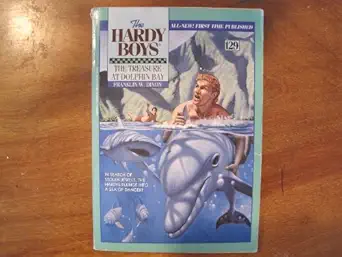 The
HARDY
BOYS®
ALL-NEW! FIRST TIME PUBLISHED
129
THE TREASURE
AT DOLPHIN BAY
FRANKLIN W. DIXON
IN SEARCH OF
STOLEN JEWELS, THE
HARDYS PLUNGE INTO
A SEA OF DANGER!